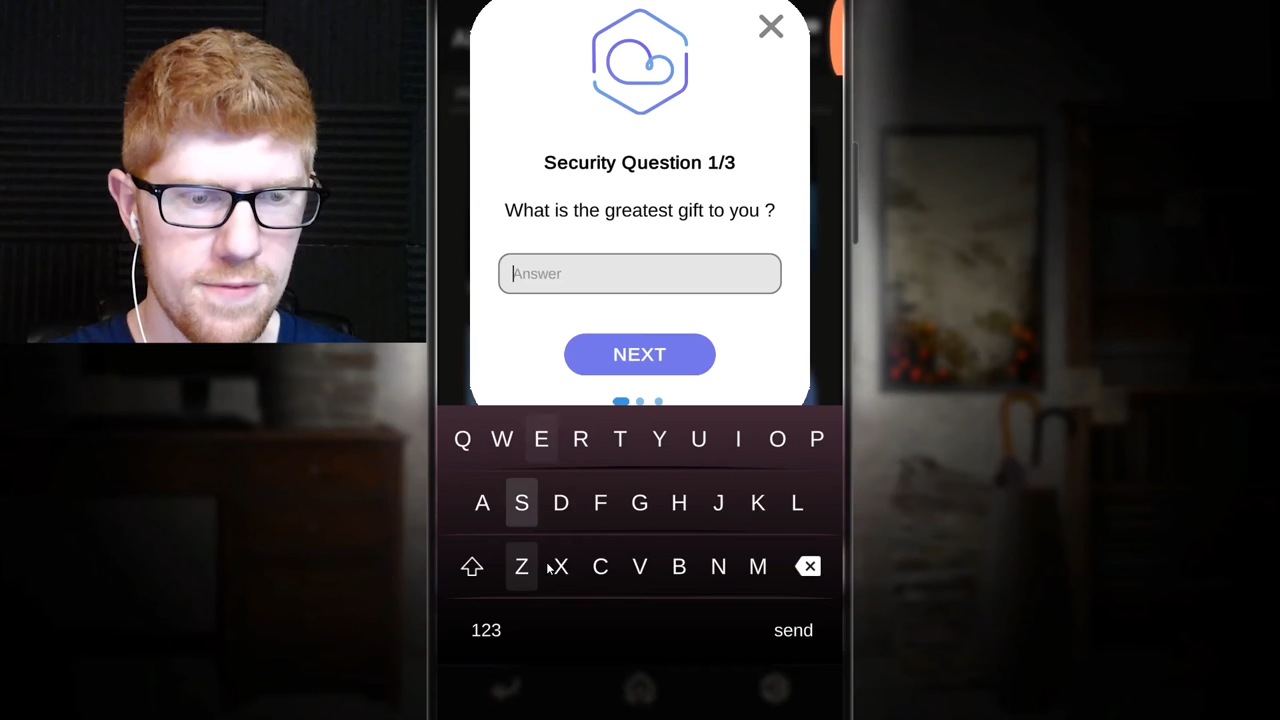 Security Question 1/3
What is the greatest gift to you ?
Answer
NEXT
Q W E R T Y U I O P
A S D F G H J K L
Z X C V B N M
123 send